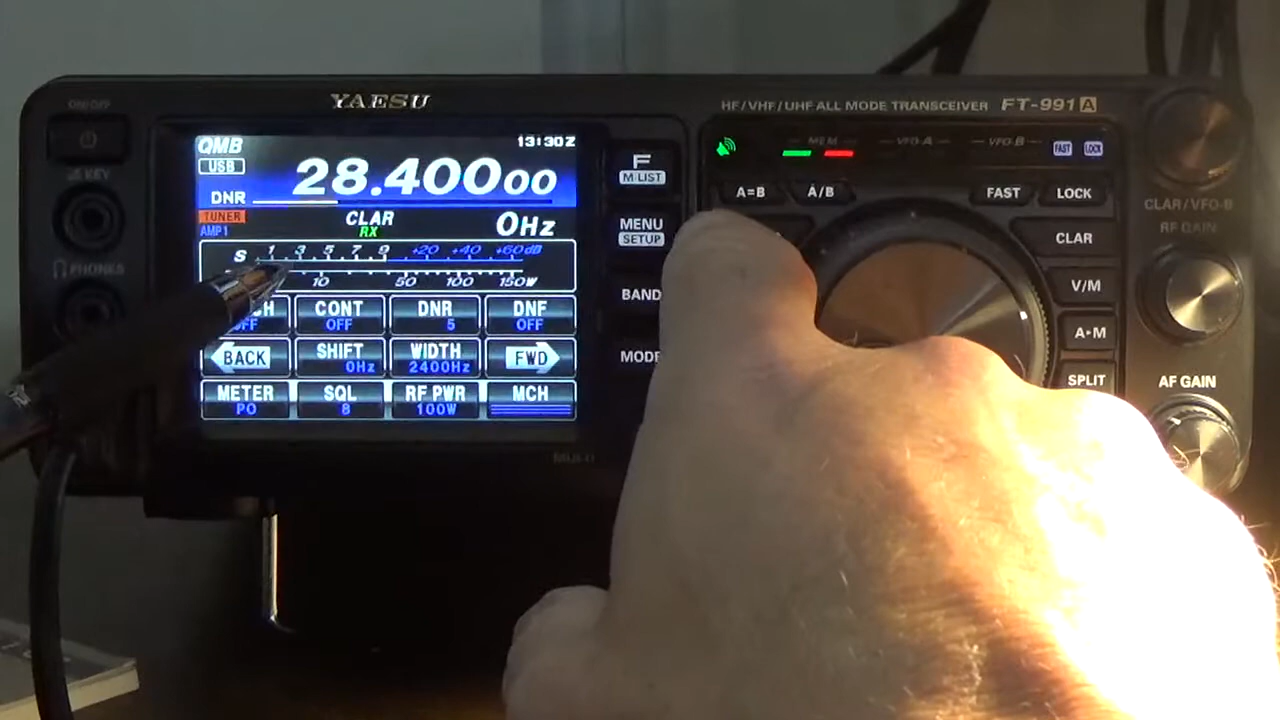 ON/OFF
YAESU
HF/VHF/UHF ALL MODE TRANSCEIVER FT-991A
KEY
PHONES
QMB 13:30Z
USB
28.40000
DNR
TUNER
AMP1
CLAR 0Hz
RX
S 1 3 5 7 9 +20 +40 +60dB
10 50 100 150W
CONT DNR DNF
OFF OFF 5 OFF
BACK SHIFT WIDTH FWD
0Hz 2400Hz
METER SQL RF PWR MCH
PO 8 100W
F
M-LIST
MENU
SETUP
BAND
MODE
MEM VFO-A VFO-B FAST LOCK
A=B A/B FAST LOCK
CLAR
V/M
A▶M
SPLIT
CLAR/VFO-B
RF GAIN
AF GAIN